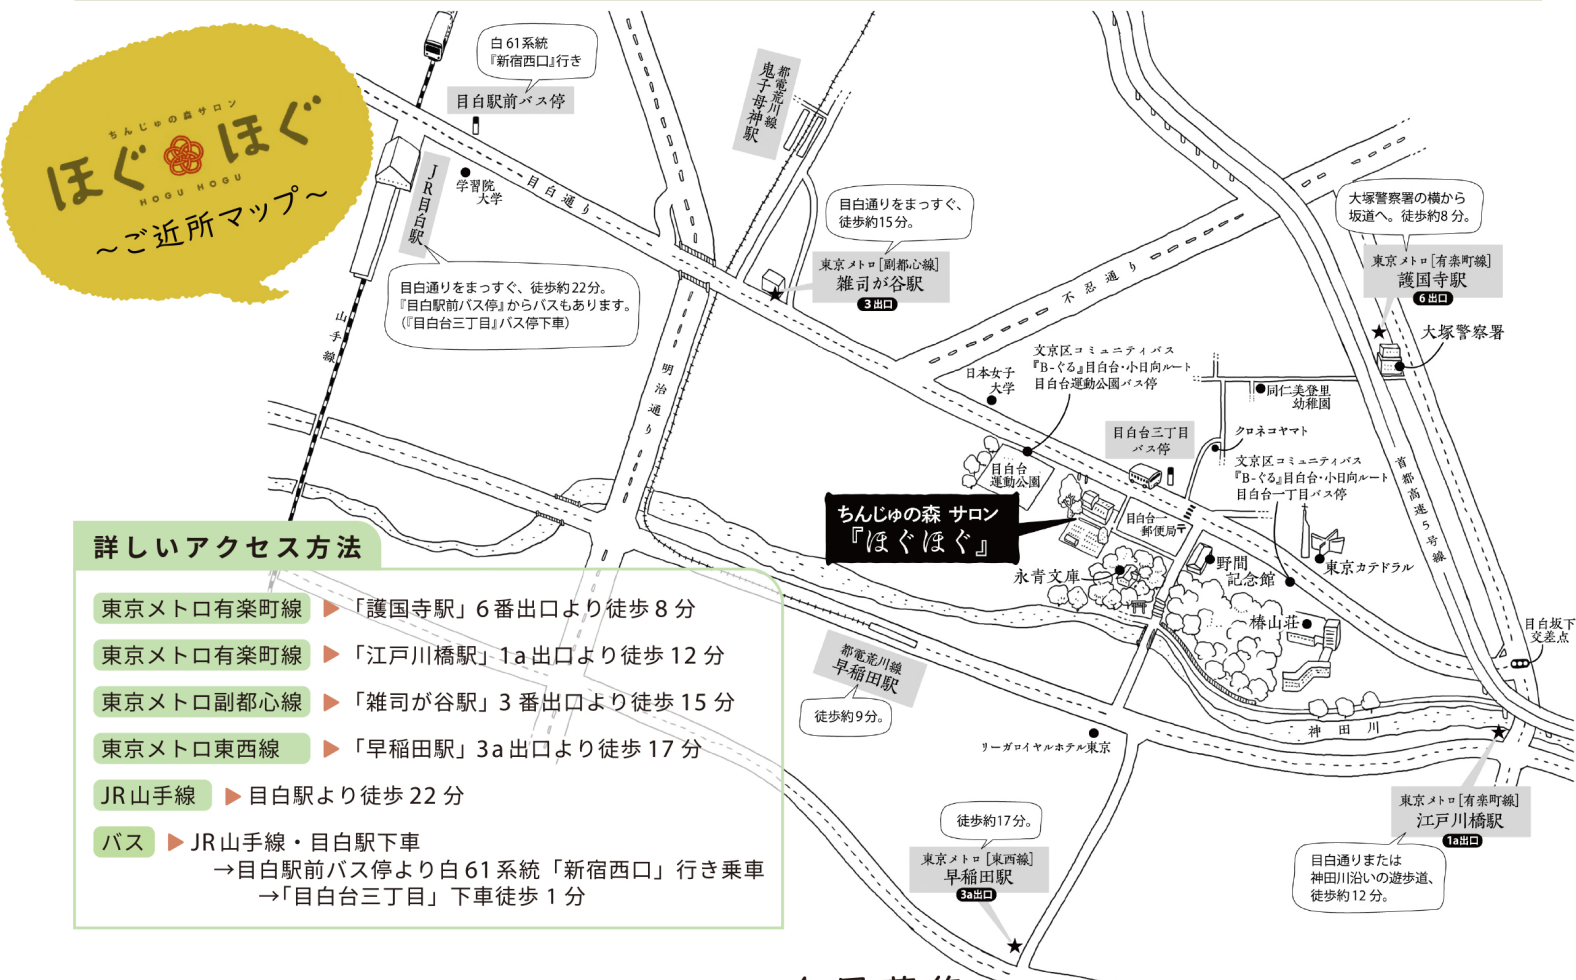 ちんじゅの森サロン
ほぐほぐ
HOGU HOGU
～ご近所マップ～
白61系統
『新宿西口』行き
目白駅前バス停
学習院
大学
目白通り
JR目白駅
目白通りをまっすぐ、徒歩約22分。
『目白駅前バス停』からバスもあります。
（『目白台三丁目』バス停下車）
山手線
明治通り
都電荒川線
鬼子母神駅
目白通りをまっすぐ、
徒歩約15分。
東京メトロ［副都心線］
雑司が谷駅
3出口
不忍通り
大塚警察署の横から
坂道へ。徒歩約8分。
東京メトロ［有楽町線］
護国寺駅
6出口
大塚警察署
文京区コミュニティバス
『B-ぐる』目白台・小日向ルート
目白台運動公園バス停
日本女子
大学
同仁美登里
幼稚園
目白台三丁目
バス停
クロネコヤマト
文京区コミュニティバス
『B-ぐる』目白台・小日向ルート
目白台一丁目バス停
首都高速5号線
目白台
運動公園
ちんじゅの森 サロン
『ほぐほぐ』
目白台一
郵便局〒
永青文庫
野間
記念館
東京カテドラル
椿山荘
目白坂下
交差点
都電荒川線
早稲田駅
徒歩約9分。
リーガロイヤルホテル東京
神田川
徒歩約17分。
東京メトロ［東西線］
早稲田駅
3a出口
東京メトロ［有楽町線］
江戸川橋駅
1a出口
目白通りまたは
神田川沿いの遊歩道、
徒歩約12分。
詳しいアクセス方法
東京メトロ有楽町線 ▶ 「護国寺駅」6番出口より徒歩8分
東京メトロ有楽町線 ▶ 「江戸川橋駅」1a出口より徒歩12分
東京メトロ副都心線 ▶ 「雑司が谷駅」3番出口より徒歩15分
東京メトロ東西線 ▶ 「早稲田駅」3a出口より徒歩17分
JR山手線 ▶ 目白駅より徒歩22分
バス ▶ JR山手線・目白駅下車
→目白駅前バス停より白61系統「新宿西口」行き乗車
→「目白台三丁目」下車徒歩1分